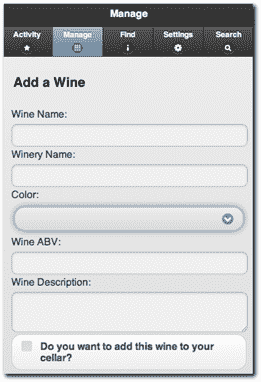 Manage
Activity Manage Find Settings Search
Add a Wine
Wine Name:
Winery Name:
Color:
Wine ABV:
Wine Description:
Do you want to add this wine to your
cellar?